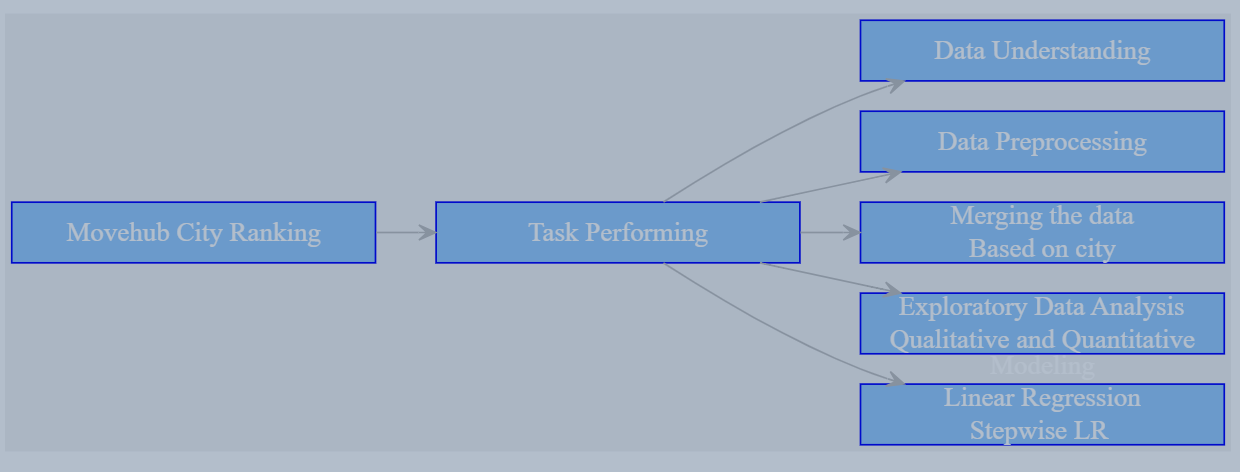 Movehub City Ranking
Task Performing
Data Understanding
Data Preprocessing
Merging the data
Based on city
Exploratory Data Analysis
Qualitative and Quantitative
Modeling
Linear Regression
Stepwise LR